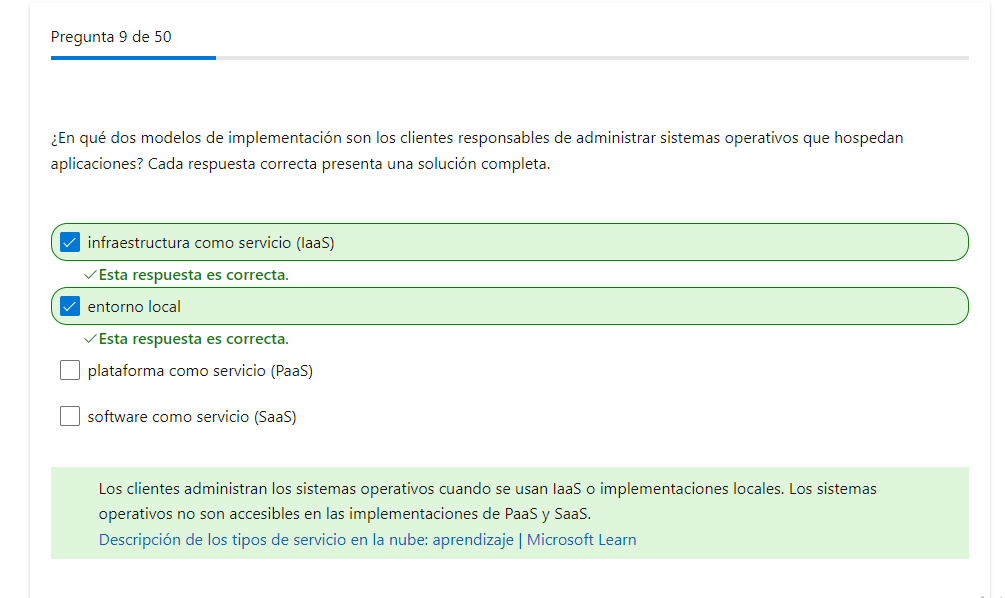 Pregunta 9 de 50
¿En qué dos modelos de implementación son los clientes responsables de administrar sistemas operativos que hospedan
aplicaciones? Cada respuesta correcta presenta una solución completa.
infraestructura como servicio (IaaS)
Esta respuesta es correcta.
entorno local
Esta respuesta es correcta.
plataforma como servicio (PaaS)
software como servicio (SaaS)
Los clientes administran los sistemas operativos cuando se usan IaaS o implementaciones locales. Los sistemas
operativos no son accesibles en las implementaciones de PaaS y SaaS.
Descripción de los tipos de servicio en la nube: aprendizaje | Microsoft Learn